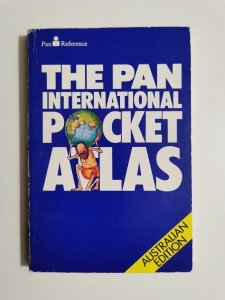 Pan Reference
THE PAN
INTERNATIONAL
POCKET
ATLAS
AUSTRALIAN
EDITION